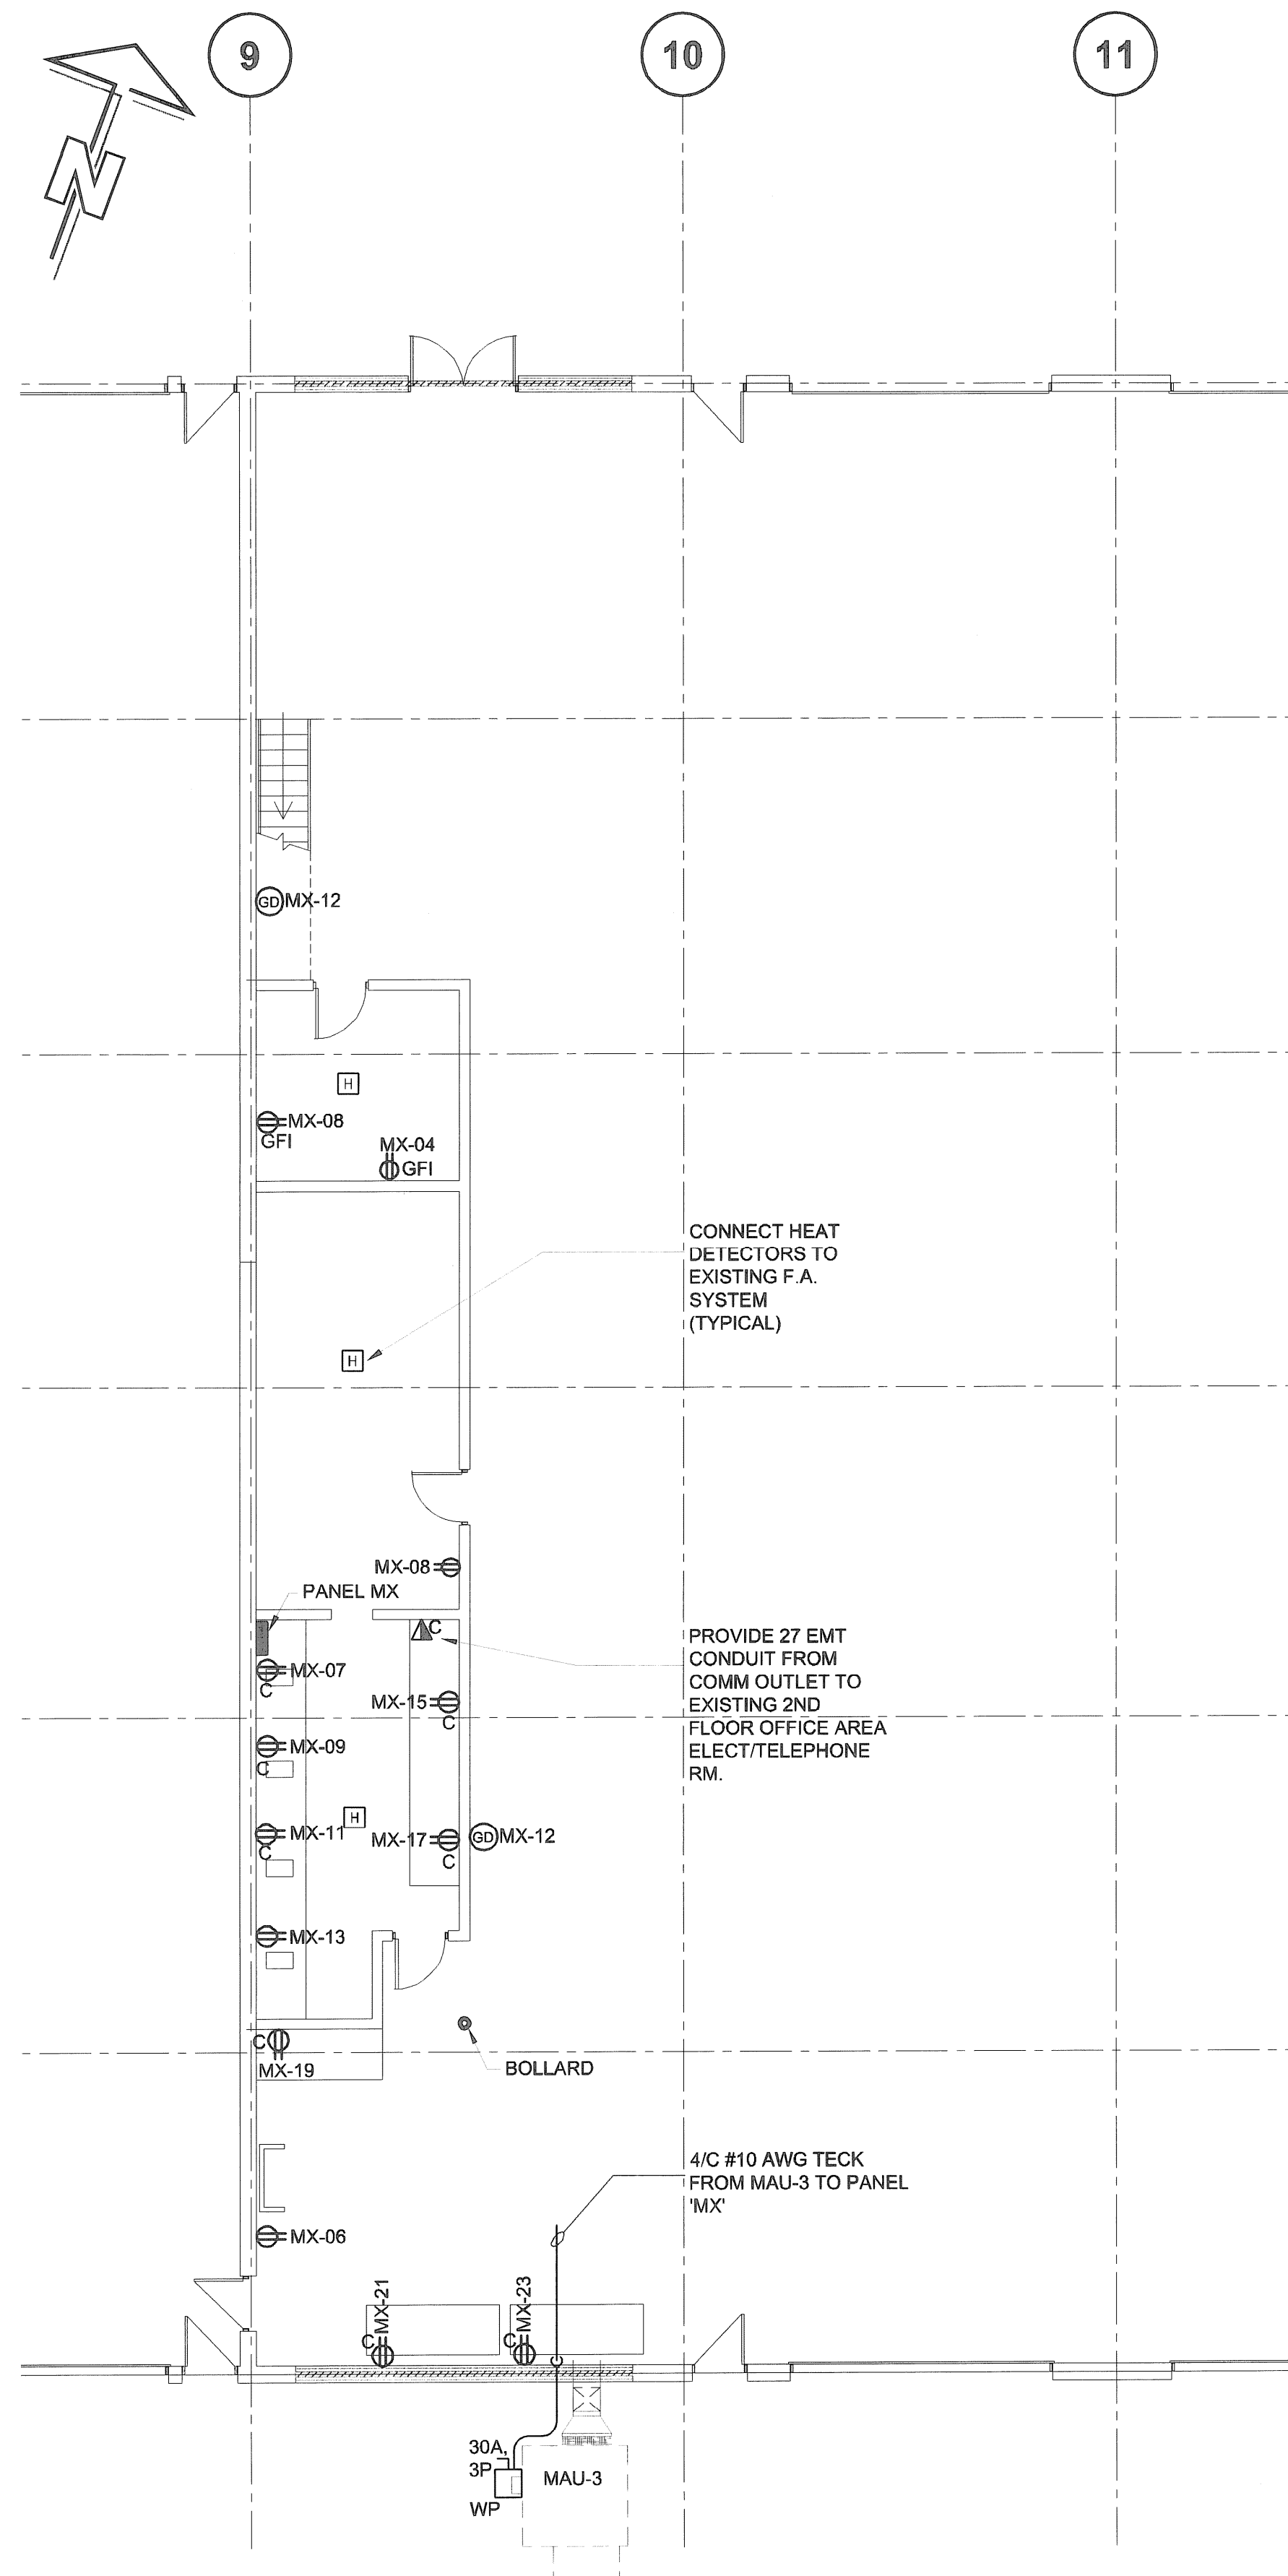 9
10
11
N
GD MX-12
H
MX-08
GFI
MX-04
GFI
CONNECT HEAT
DETECTORS TO
EXISTING F.A.
SYSTEM
(TYPICAL)
H
MX-08
PANEL MX
C
PROVIDE 27 EMT
CONDUIT FROM
COMM OUTLET TO
EXISTING 2ND
FLOOR OFFICE AREA
ELECT/TELEPHONE
RM.
MX-07
C
MX-15
C
MX-09
C
H
MX-11
C
MX-17
C
GD MX-12
MX-13
C
MX-19
BOLLARD
4/C #10 AWG TECK
FROM MAU-3 TO PANEL
'MX'
MX-06
MX-21
C
MX-23
C
30A,
3P
WP
MAU-3